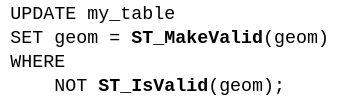 UPDATE my_table
SET geom = ST_MakeValid(geom)
WHERE
    NOT ST_IsValid(geom);